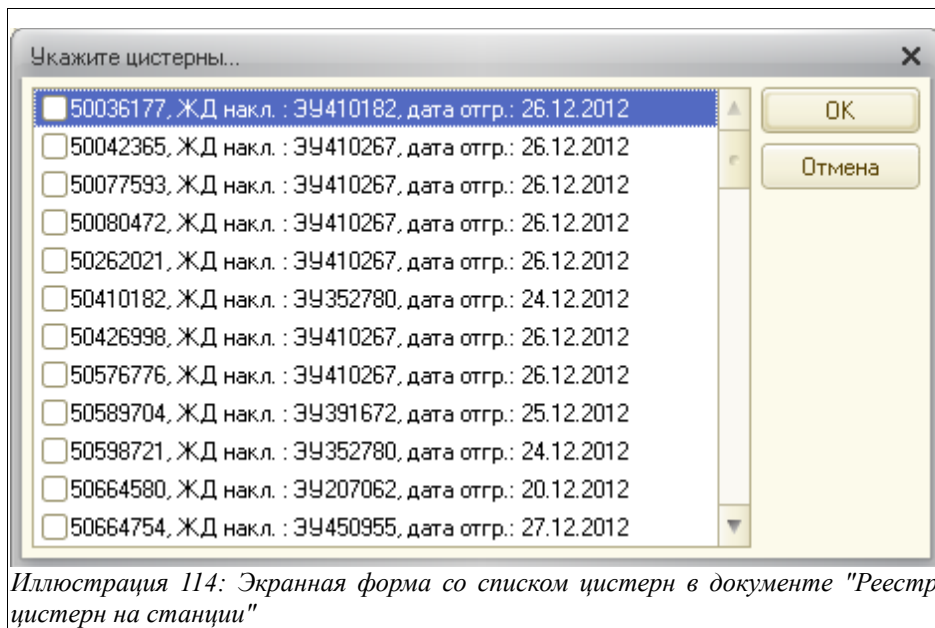 Укажите цистерны...
50036177, ЖД накл. : ЭУ410182, дата отгр.: 26.12.2012
OK
50042365, ЖД накл. : ЭУ410267, дата отгр.: 26.12.2012
Отмена
50077593, ЖД накл. : ЭУ410267, дата отгр.: 26.12.2012
50080472, ЖД накл. : ЭУ410267, дата отгр.: 26.12.2012
50262021, ЖД накл. : ЭУ410267, дата отгр.: 26.12.2012
50410182, ЖД накл. : ЭУ352780, дата отгр.: 24.12.2012
50426998, ЖД накл. : ЭУ410267, дата отгр.: 26.12.2012
50576776, ЖД накл. : ЭУ410267, дата отгр.: 26.12.2012
50589704, ЖД накл. : ЭУ391672, дата отгр.: 25.12.2012
50598721, ЖД накл. : ЭУ352780, дата отгр.: 24.12.2012
50664580, ЖД накл. : ЭУ207062, дата отгр.: 20.12.2012
50664754, ЖД накл. : ЭУ450955, дата отгр.: 27.12.2012
Иллюстрация 114: Экранная форма со списком цистерн в документе "Реестр
цистерн на станции"